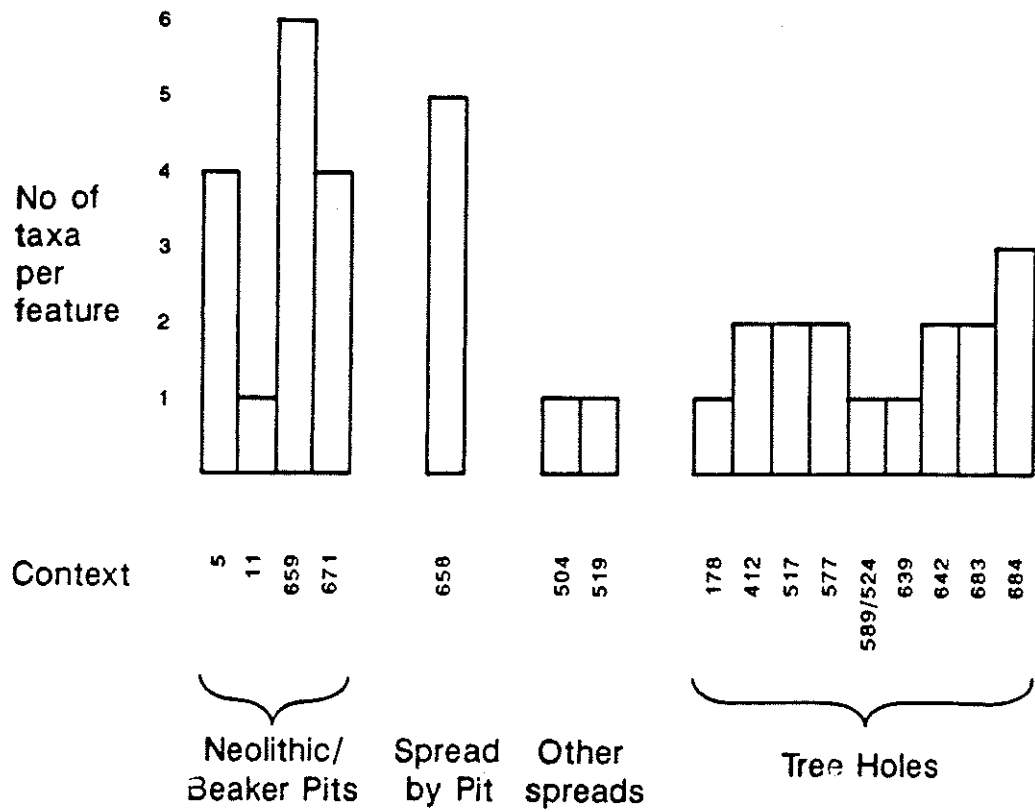 6
5
4
3
2
1
No of
taxa
per
feature
Context
5
11
659
671
658
504
519
178
412
517
577
589/524
639
642
683
684
Neolithic/
Beaker Pits
Spread
by Pit
Other
spreads
Tree Holes